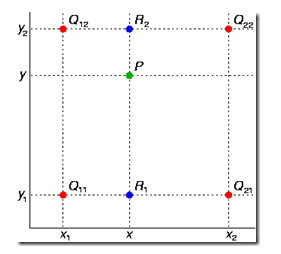 y₂ Q₁₂ R₂ Q₂₂
y P
y₁ Q₁₁ R₁ Q₂₁
x₁ x x₂